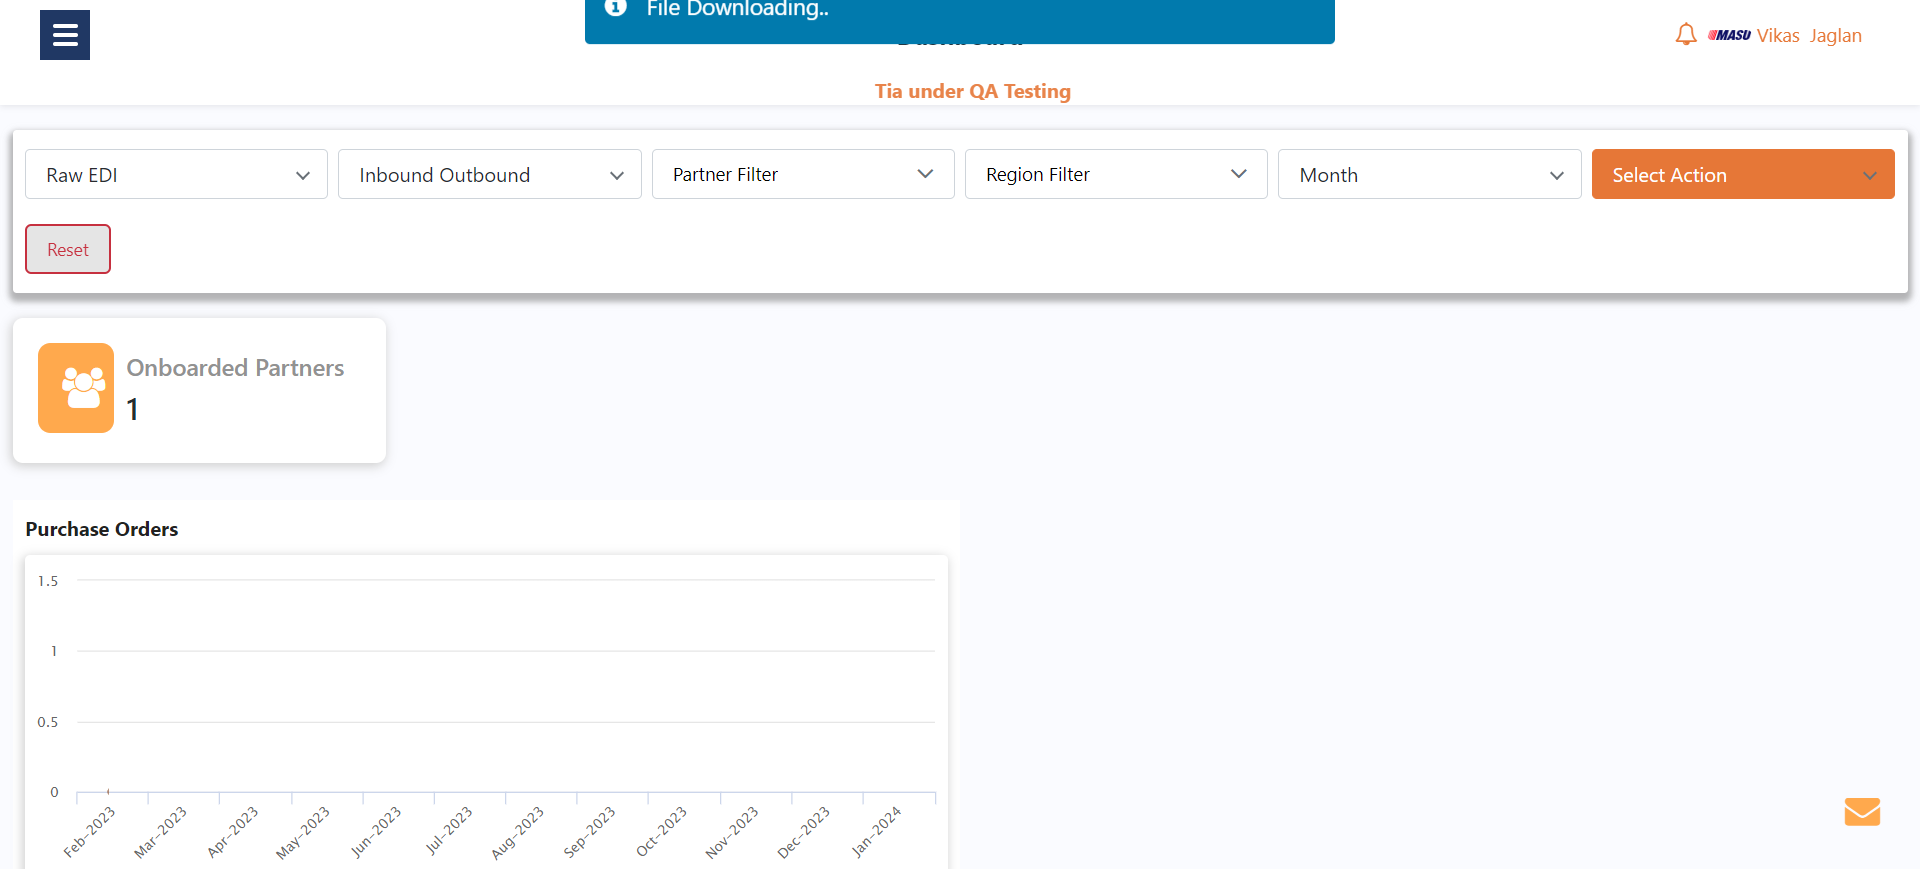 File Downloading..
Dashboard
MASU Vikas Jaglan
Tia under QA Testing
Raw EDI
Inbound Outbound
Partner Filter
Region Filter
Month
Select Action
Reset
Onboarded Partners
1
Purchase Orders
1.5
1
0.5
0
Feb-2023
Mar-2023
Apr-2023
May-2023
Jun-2023
Jul-2023
Aug-2023
Sep-2023
Oct-2023
Nov-2023
Dec-2023
Jan-2024